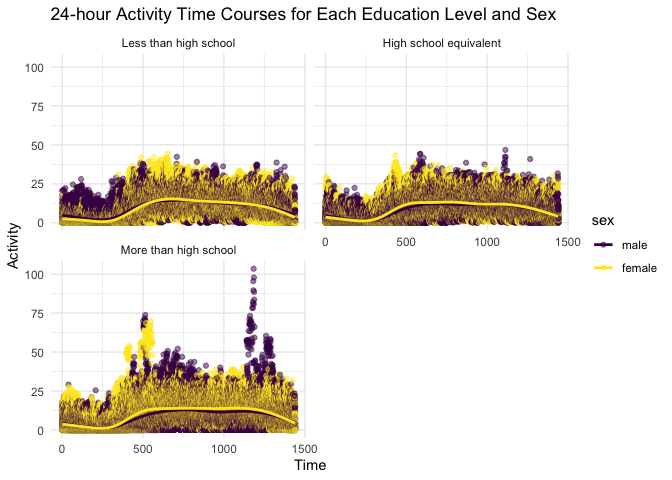 24-hour Activity Time Courses for Each Education Level and Sex
Less than high school
High school equivalent
100
75
50
25
0
0
500
1000
1500
More than high school
100
75
50
25
0
0
500
1000
1500
Activity
Time
sex
male
female